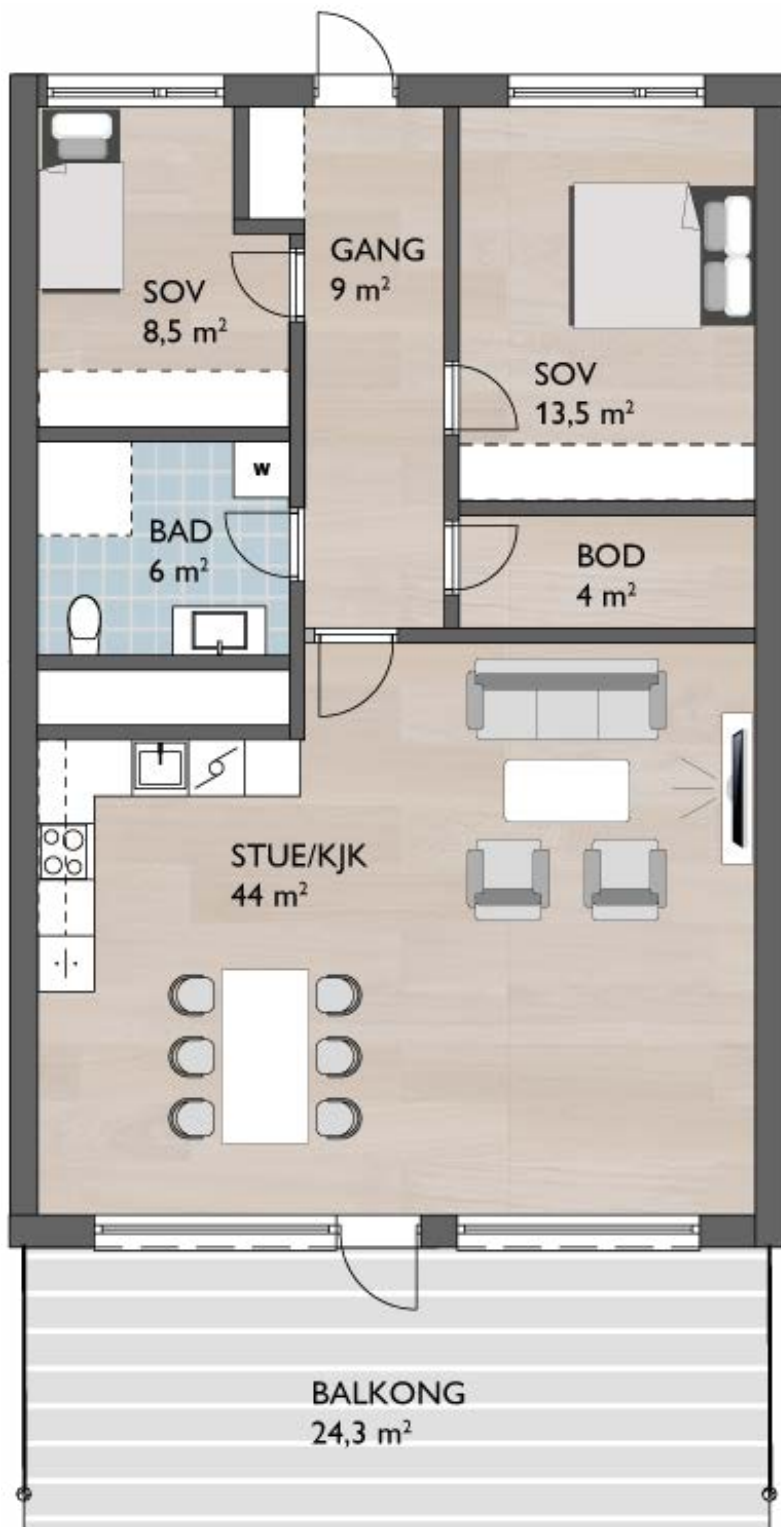 GANG
9 m²
SOV
8,5 m²
SOV
13,5 m²
W
BAD
6 m²
BOD
4 m²
STUE/KJK
44 m²
BALKONG
24,3 m²